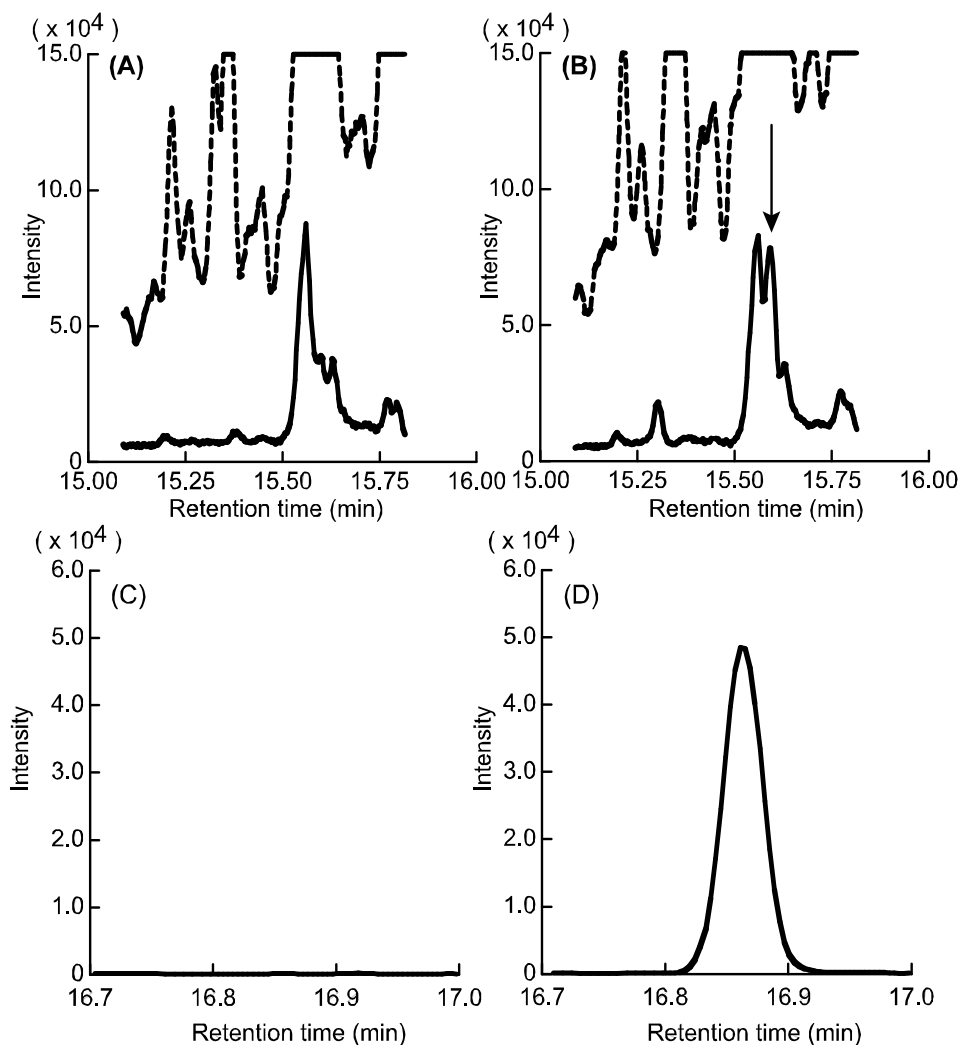 ( x 10⁴)
(A)
15.0
10.0
5.0
0
Intensity
15.00
15.25
15.50
15.75
16.00
Retention time (min)
( x 10⁴)
(B)
15.0
10.0
5.0
0
Intensity
15.00
15.25
15.50
15.75
16.00
Retention time (min)
( x 10⁴)
(C)
6.0
5.0
4.0
3.0
2.0
1.0
0
Intensity
16.7
16.8
16.9
17.0
Retention time (min)
( x 10⁴)
(D)
6.0
5.0
4.0
3.0
2.0
1.0
0
Intensity
16.7
16.8
16.9
17.0
Retention time (min)